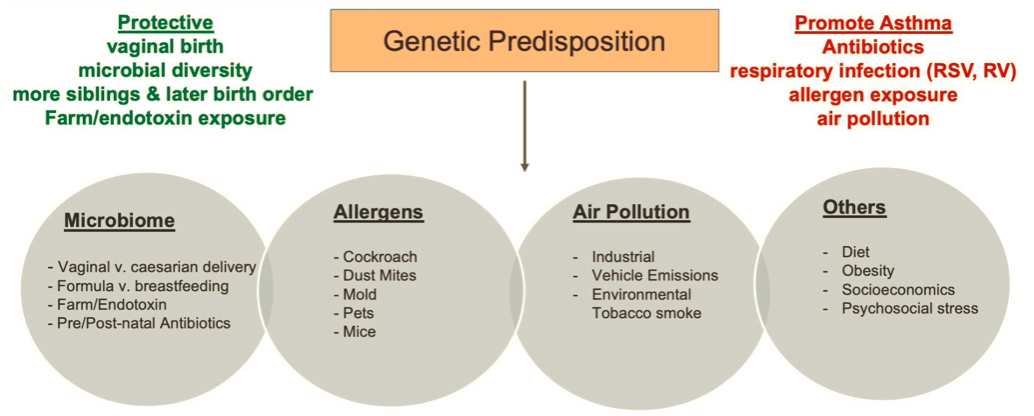 Protective
vaginal birth
microbial diversity
more siblings & later birth order
Farm/endotoxin exposure
Genetic Predisposition
Promote Asthma
Antibiotics
respiratory infection (RSV, RV)
allergen exposure
air pollution
Microbiome
- Vaginal v. caesarian delivery
- Formula v. breastfeeding
- Farm/Endotoxin
- Pre/Post-natal Antibiotics
Allergens
- Cockroach
- Dust Mites
- Mold
- Pets
- Mice
Air Pollution
- Industrial
- Vehicle Emissions
- Environmental
Tobacco smoke
Others
- Diet
- Obesity
- Socioeconomics
- Psychosocial stress